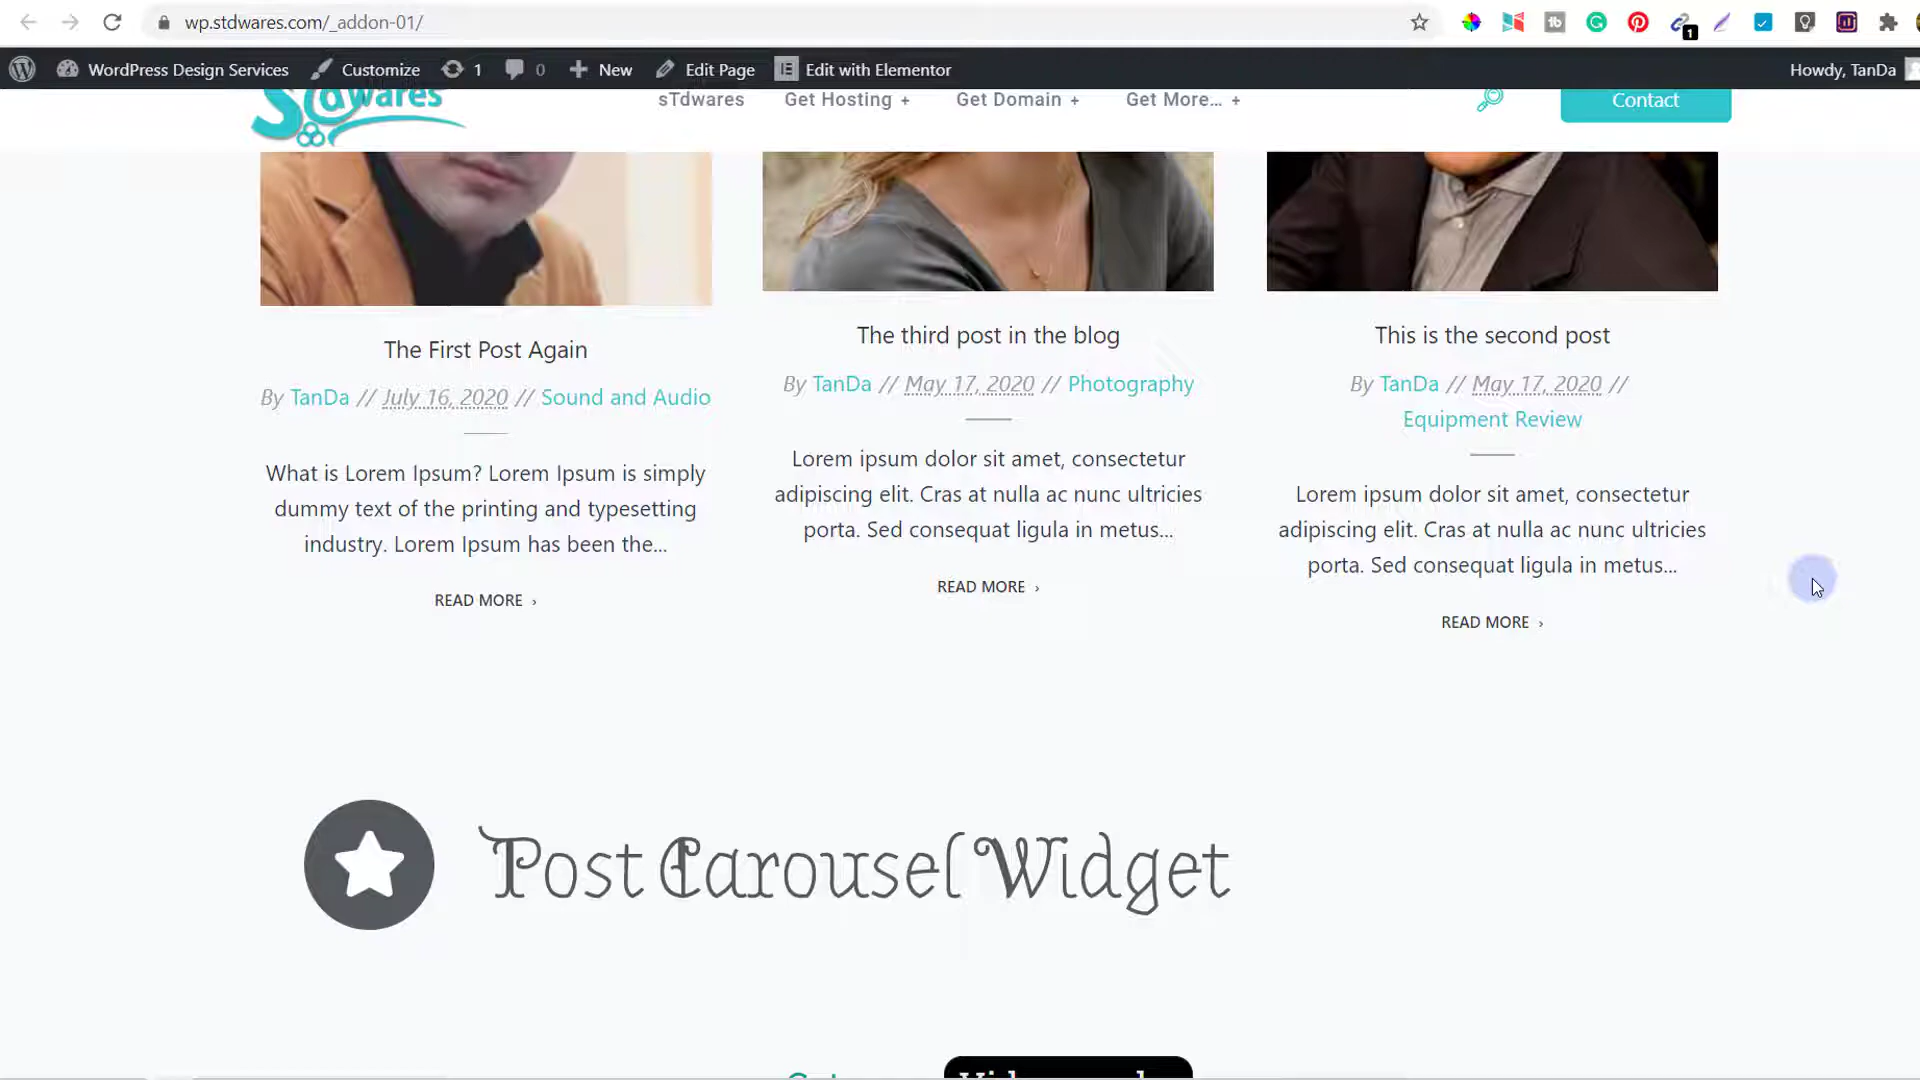 wp.stdwares.com/_addon-01/
1
WordPress Design Services Customize 1 0 New Edit Page Edit with Elementor Howdy, TanDa
sTdwares
sTdwares Get Hosting + Get Domain + Get More... + Contact
The First Post Again
By TanDa // July 16, 2020 // Sound and Audio
What is Lorem Ipsum? Lorem Ipsum is simply
dummy text of the printing and typesetting
industry. Lorem Ipsum has been the...
READ MORE ›
The third post in the blog
By TanDa // May 17, 2020 // Photography
Lorem ipsum dolor sit amet, consectetur
adipiscing elit. Cras at nulla ac nunc ultricies
porta. Sed consequat ligula in metus...
READ MORE ›
This is the second post
By TanDa // May 17, 2020 //
Equipment Review
Lorem ipsum dolor sit amet, consectetur
adipiscing elit. Cras at nulla ac nunc ultricies
porta. Sed consequat ligula in metus...
READ MORE ›
Post Carousel Widget